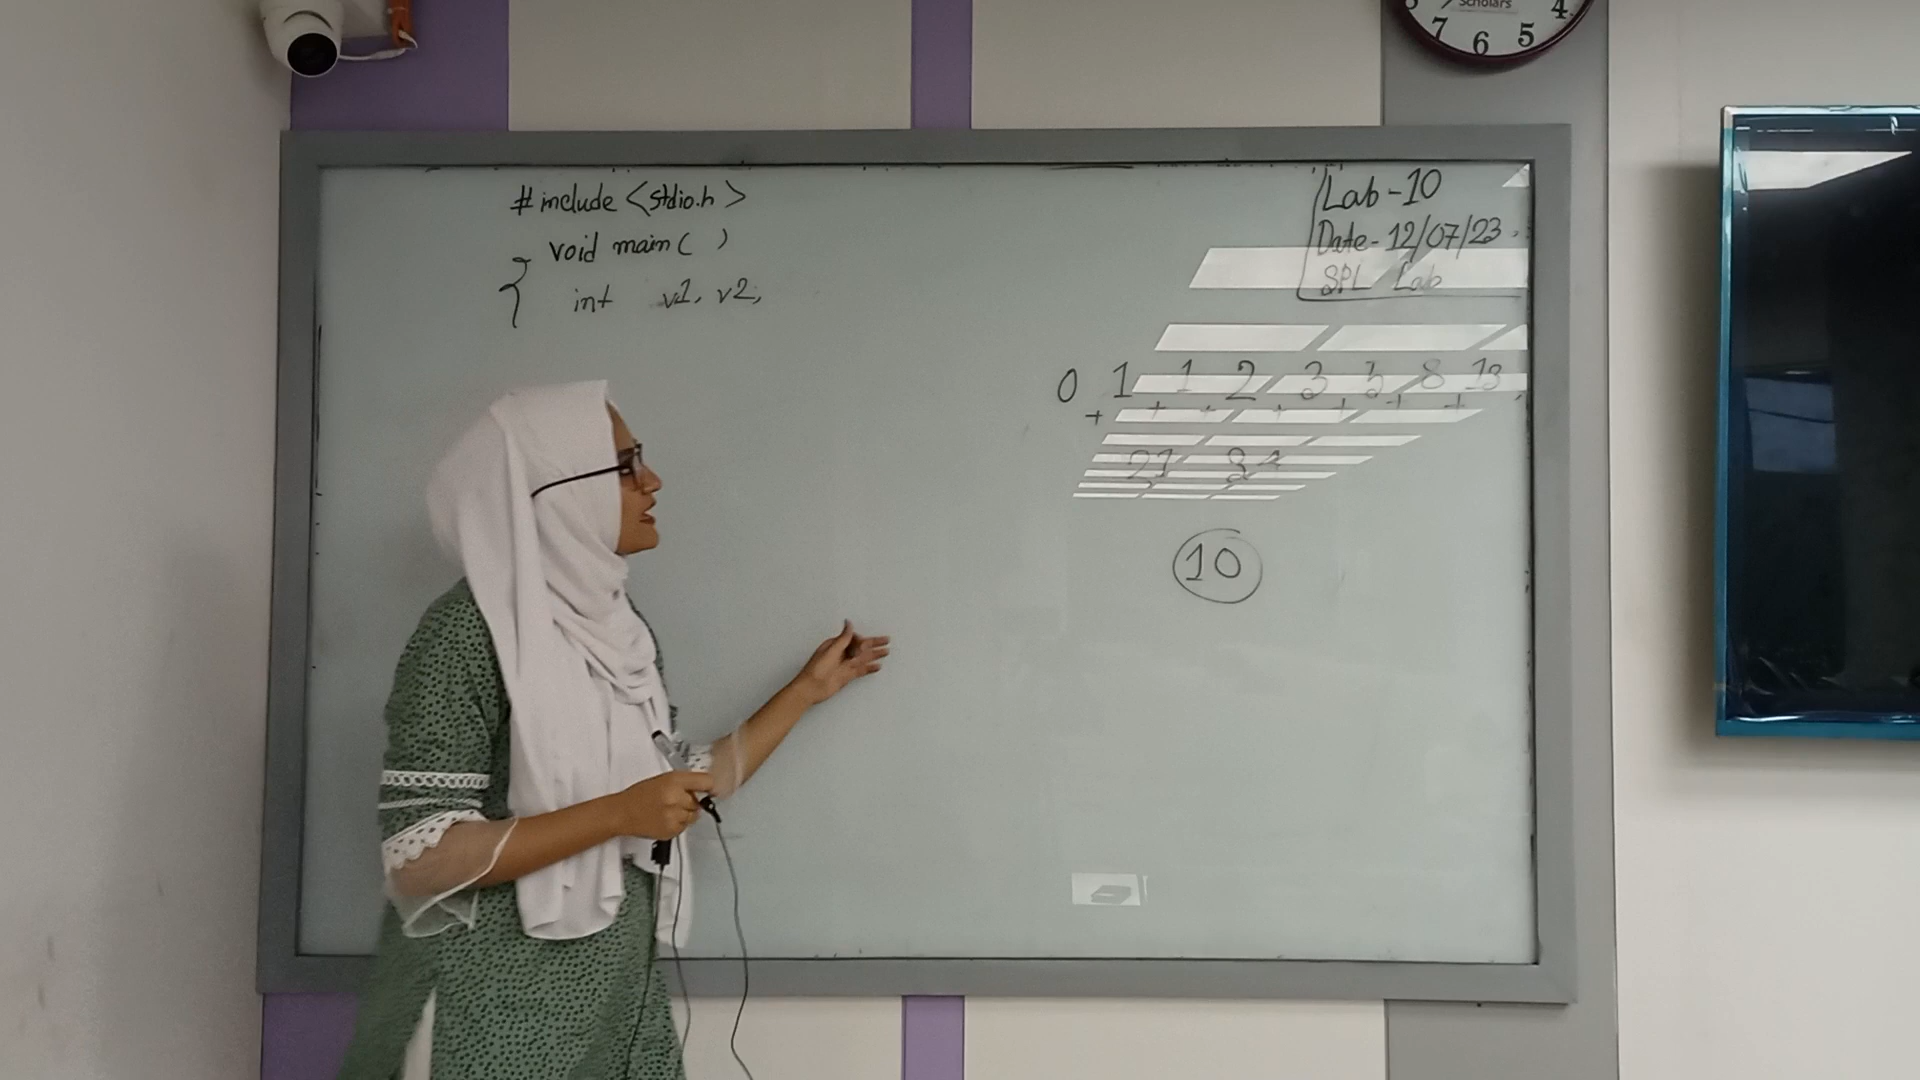 #include <stdio.h>
void main( )
{
int v1, v2,
Lab-10
Date- 12/07/23
SPL Lab
0 1 1 2 3 5 8 13
+ + + + + + +
21 34
10
Scholars
8 7 6 5 4